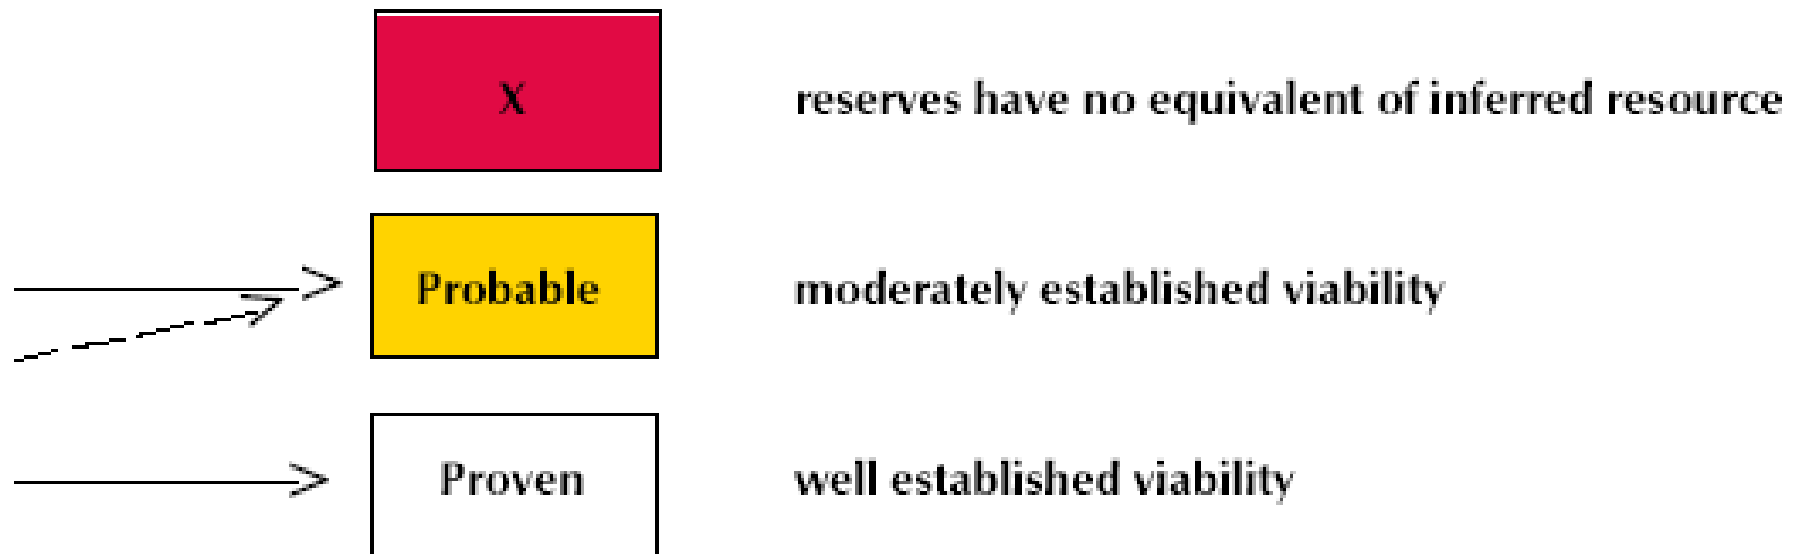 X reserves have no equivalent of inferred resource
Probable moderately established viability
Proven well established viability